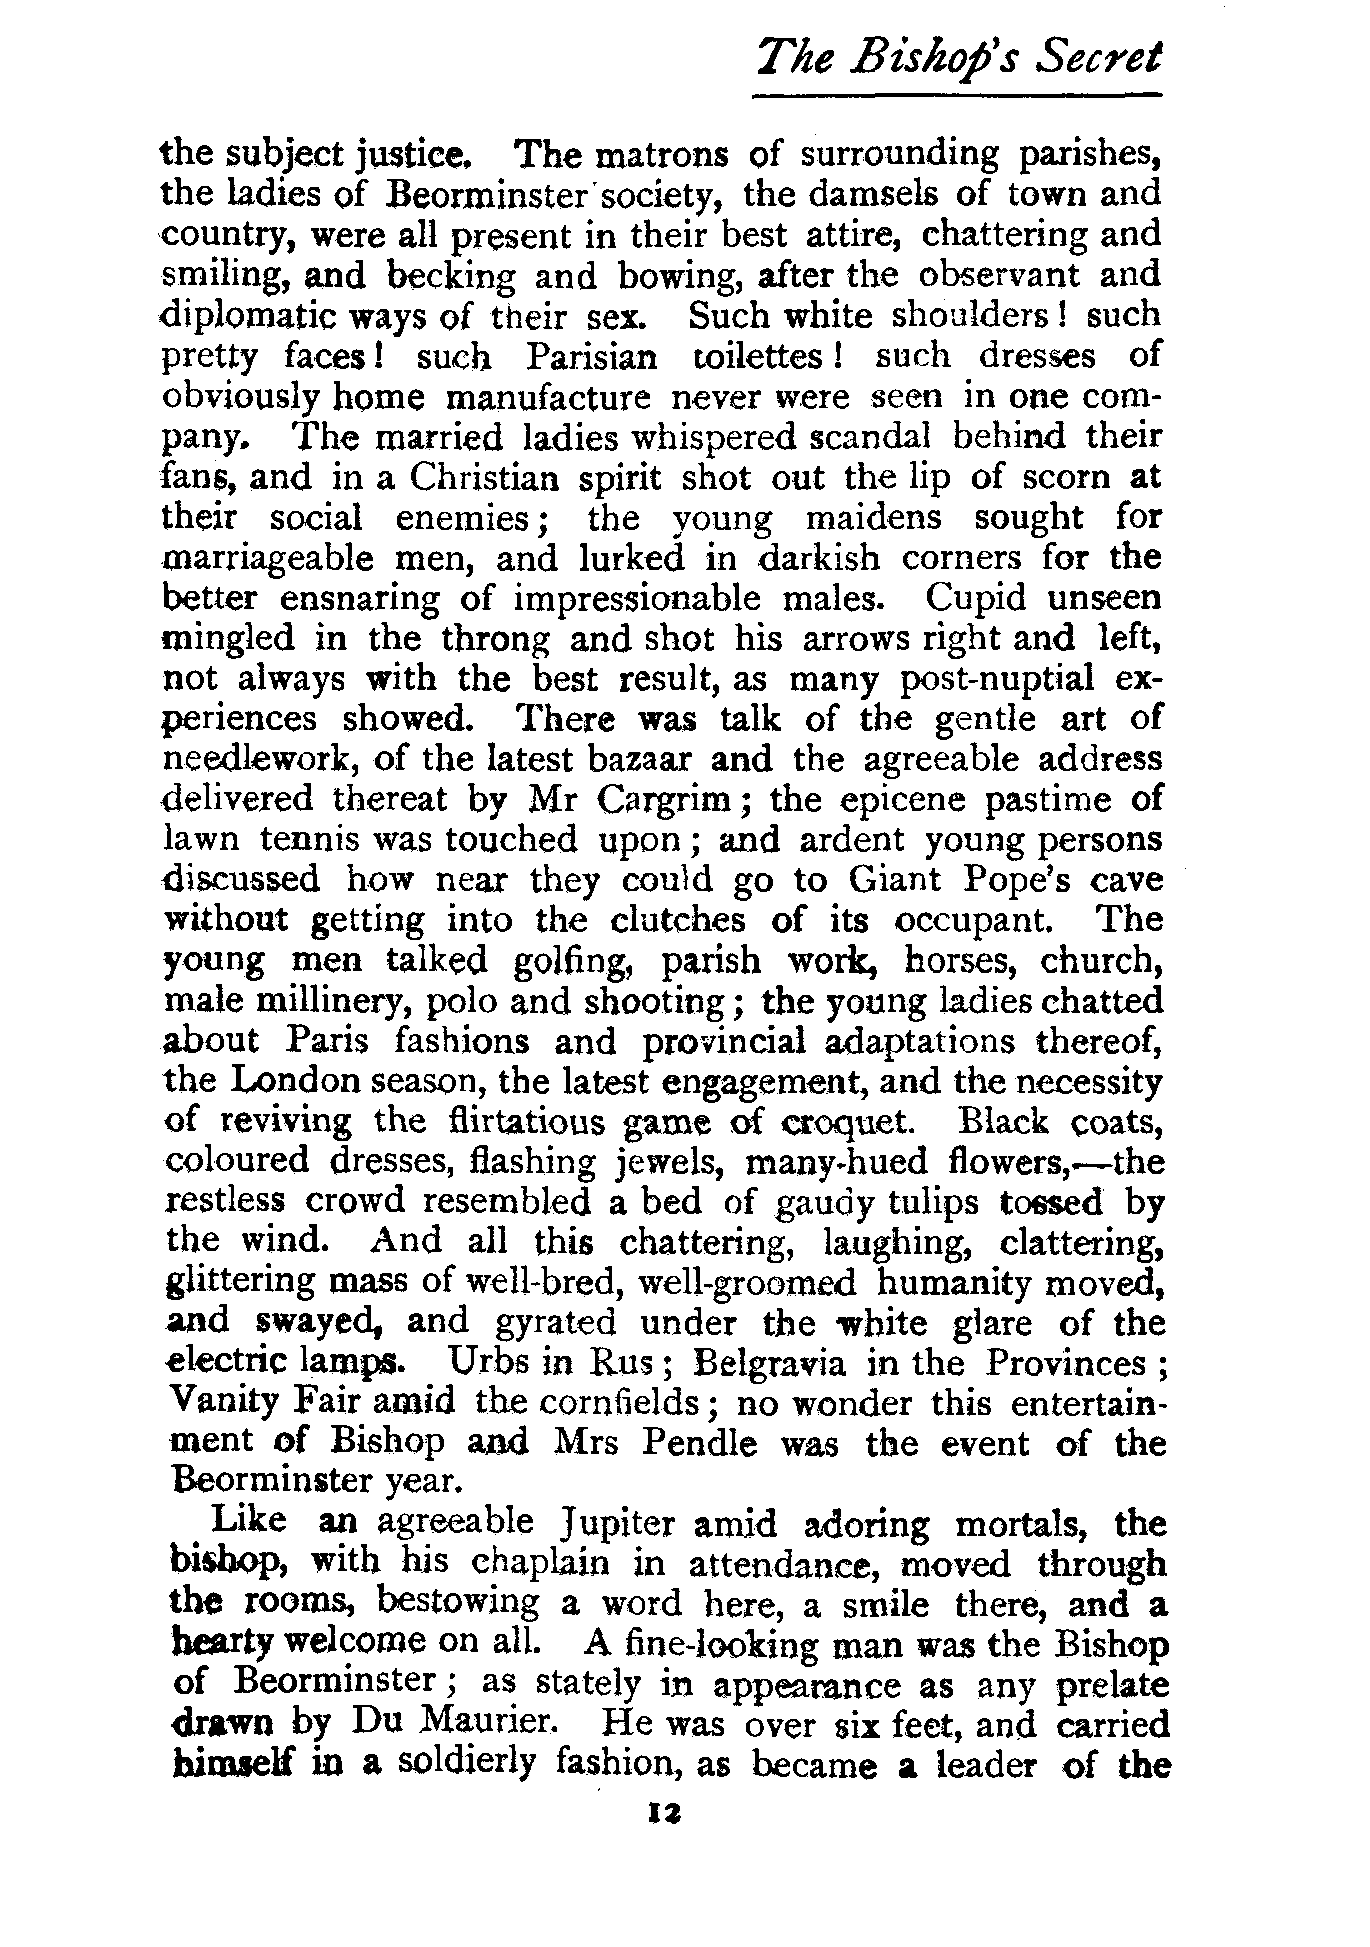 The Bishop's Secret
the subject justice. The matrons of surrounding parishes,
the ladies of Beorminster society, the damsels of town and
country, were all present in their best attire, chattering and
smiling, and becking and bowing, after the observant and
diplomatic ways of their sex. Such white shoulders! such
pretty faces! such Parisian toilettes! such dresses of
obviously home manufacture never were seen in one com-
pany. The married ladies whispered scandal behind their
fans, and in a Christian spirit shot out the lip of scorn at
their social enemies; the young maidens sought for
marriageable men, and lurked in darkish corners for the
better ensnaring of impressionable males. Cupid unseen
mingled in the throng and shot his arrows right and left,
not always with the best result, as many post-nuptial ex-
periences showed. There was talk of the gentle art of
needlework, of the latest bazaar and the agreeable address
delivered thereat by Mr Cargrim; the epicene pastime of
lawn tennis was touched upon; and ardent young persons
discussed how near they could go to Giant Pope's cave
without getting into the clutches of its occupant. The
young men talked golfing, parish work, horses, church,
male millinery, polo and shooting; the young ladies chatted
about Paris fashions and provincial adaptations thereof,
the London season, the latest engagement, and the necessity
of reviving the flirtatious game of croquet. Black coats,
coloured dresses, flashing jewels, many-hued flowers,—the
restless crowd resembled a bed of gaudy tulips tossed by
the wind. And all this chattering, laughing, clattering,
glittering mass of well-bred, well-groomed humanity moved,
and swayed, and gyrated under the white glare of the
electric lamps. Urbs in Rus; Belgravia in the Provinces;
Vanity Fair amid the cornfields; no wonder this entertain-
ment of Bishop and Mrs Pendle was the event of the
Beorminster year.
Like an agreeable Jupiter amid adoring mortals, the
bishop, with his chaplain in attendance, moved through
the rooms, bestowing a word here, a smile there, and a
hearty welcome on all. A fine-looking man was the Bishop
of Beorminster; as stately in appearance as any prelate
drawn by Du Maurier. He was over six feet, and carried
himself in a soldierly fashion, as became a leader of the
12